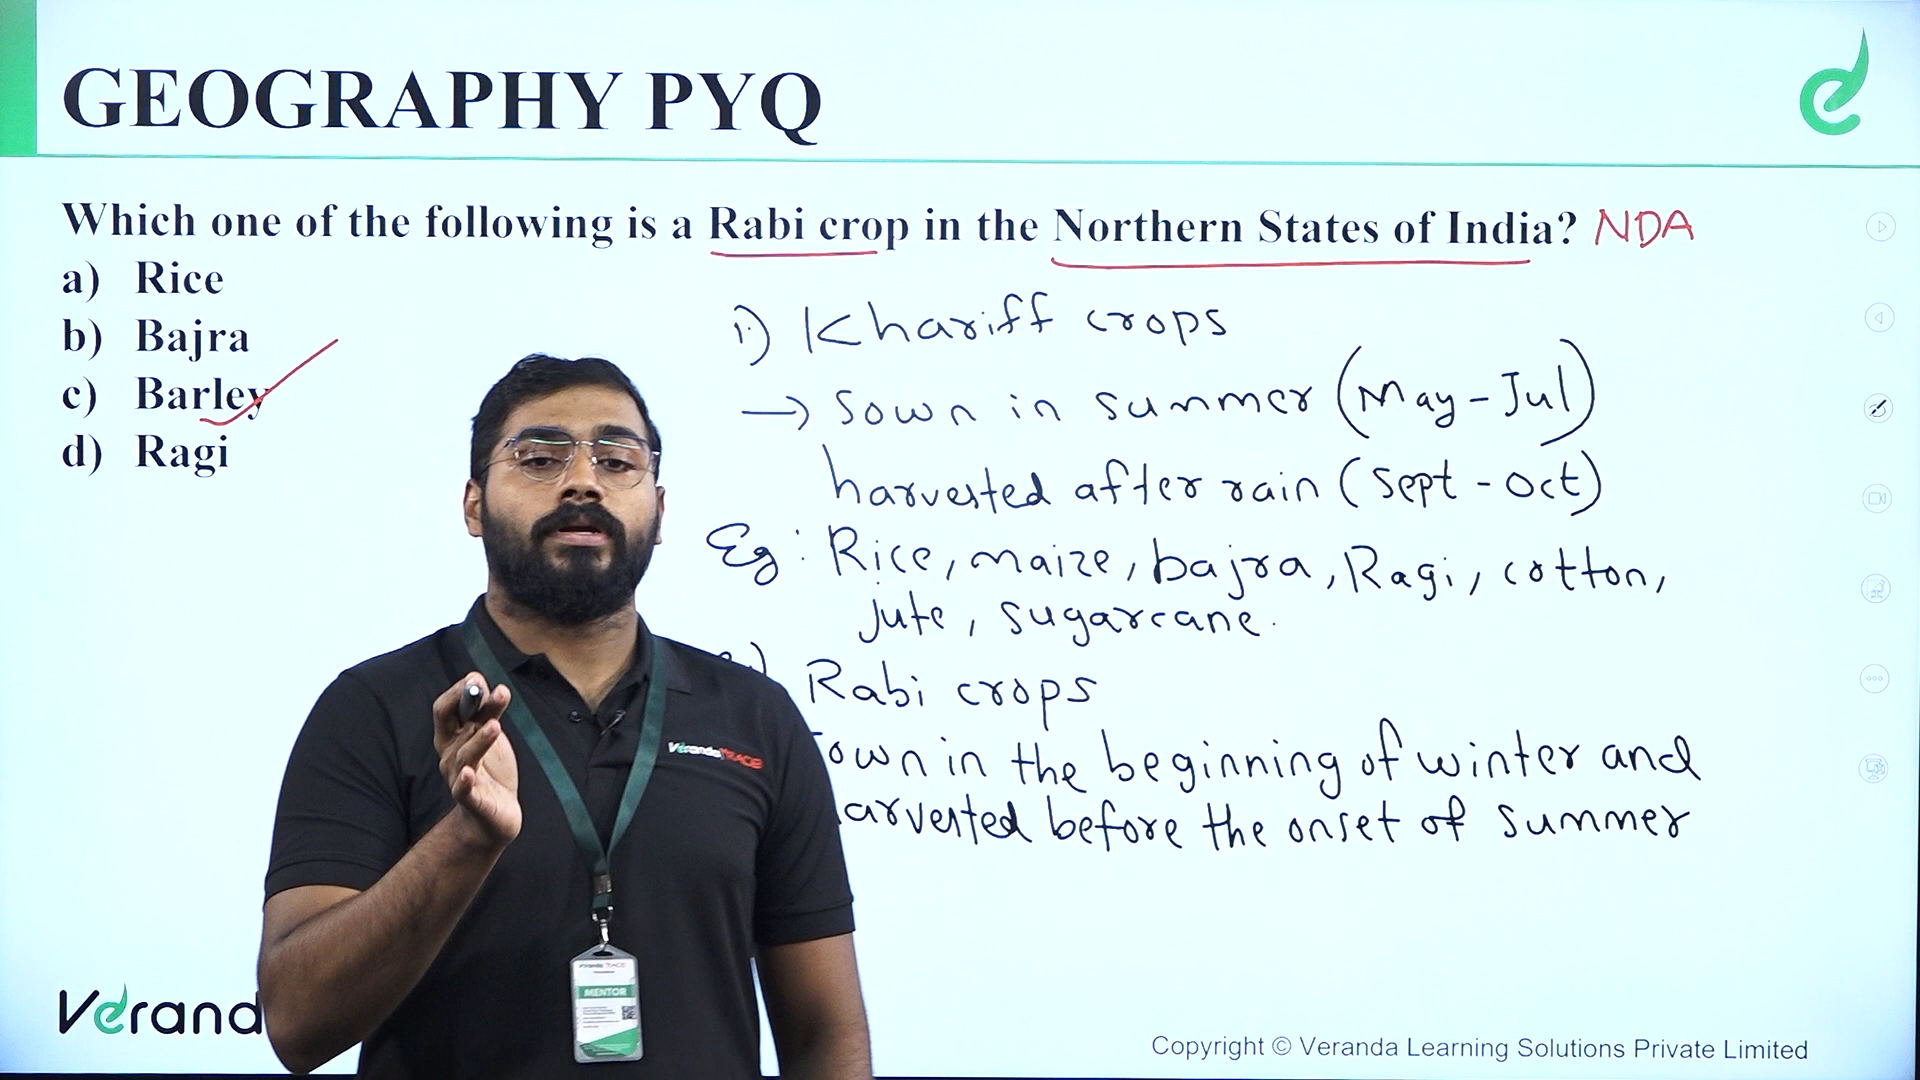 GEOGRAPHY PYQ
Which one of the following is a Rabi crop in the Northern States of India? NDA
a) Rice
b) Bajra
c) Barley
d) Ragi
1) Khariff crops
→ Sown in summer (May - Jul)
harvested after rain (Sept - Oct)
Eg: Rice, maize, bajra, Ragi, cotton,
jute, sugarcane.
Rabi crops
own in the beginning of winter and
arvested before the onset of summer
VerandaRACE
MENTOR
Verand
Copyright © Veranda Learning Solutions Private Limited